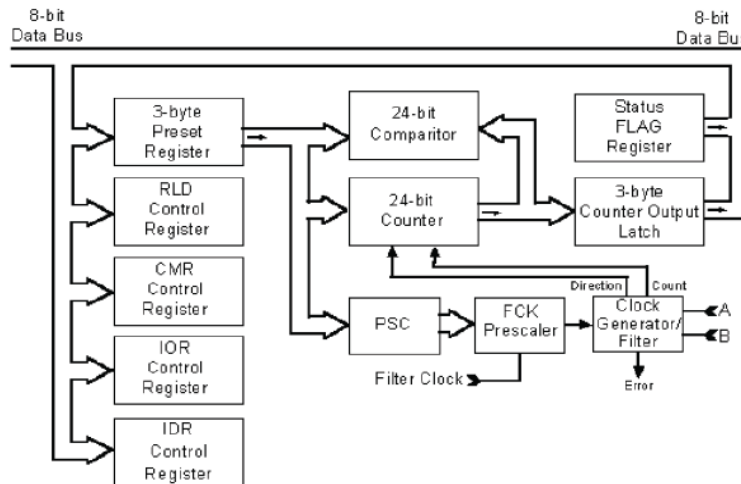 8-bit
Data Bus
8-bit
Data Bus
3-byte
Preset
Register
24-bit
Comparitor
Status
FLAG
Register
RLD
Control
Register
24-bit
Counter
3-byte
Counter Output
Latch
CMR
Control
Register
Direction
Count
PSC
FCK
Prescaler
Clock
Generator/
Filter
A
B
IOR
Control
Register
Filter Clock
Error
IDR
Control
Register